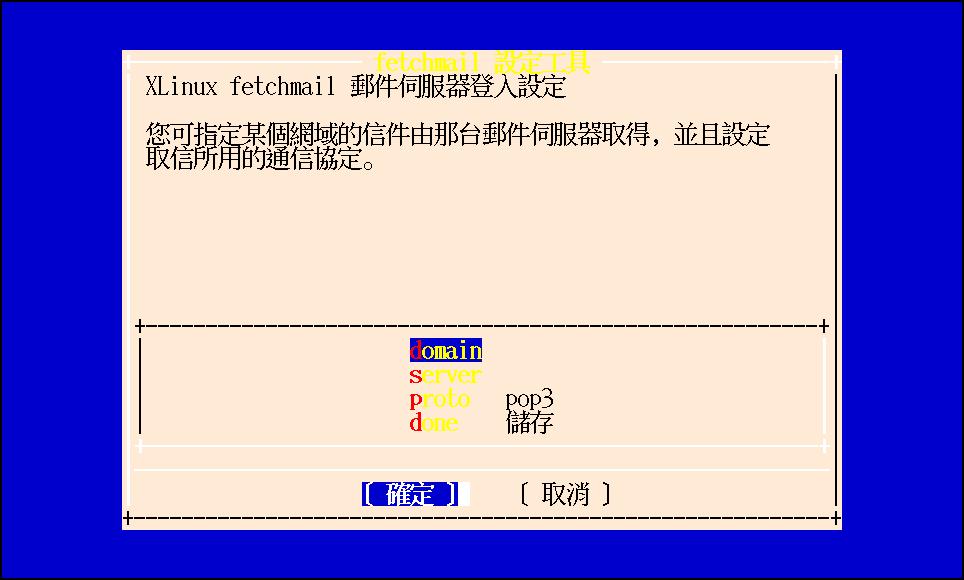 fetchmail 設定工具
XLinux fetchmail 郵件伺服器登入設定
您可指定某個網域的信件由那台郵件伺服器取得, 並且設定
取信所用的通信協定。
domain
server
proto pop3
done 儲存
[ 確定 ] [ 取消 ]